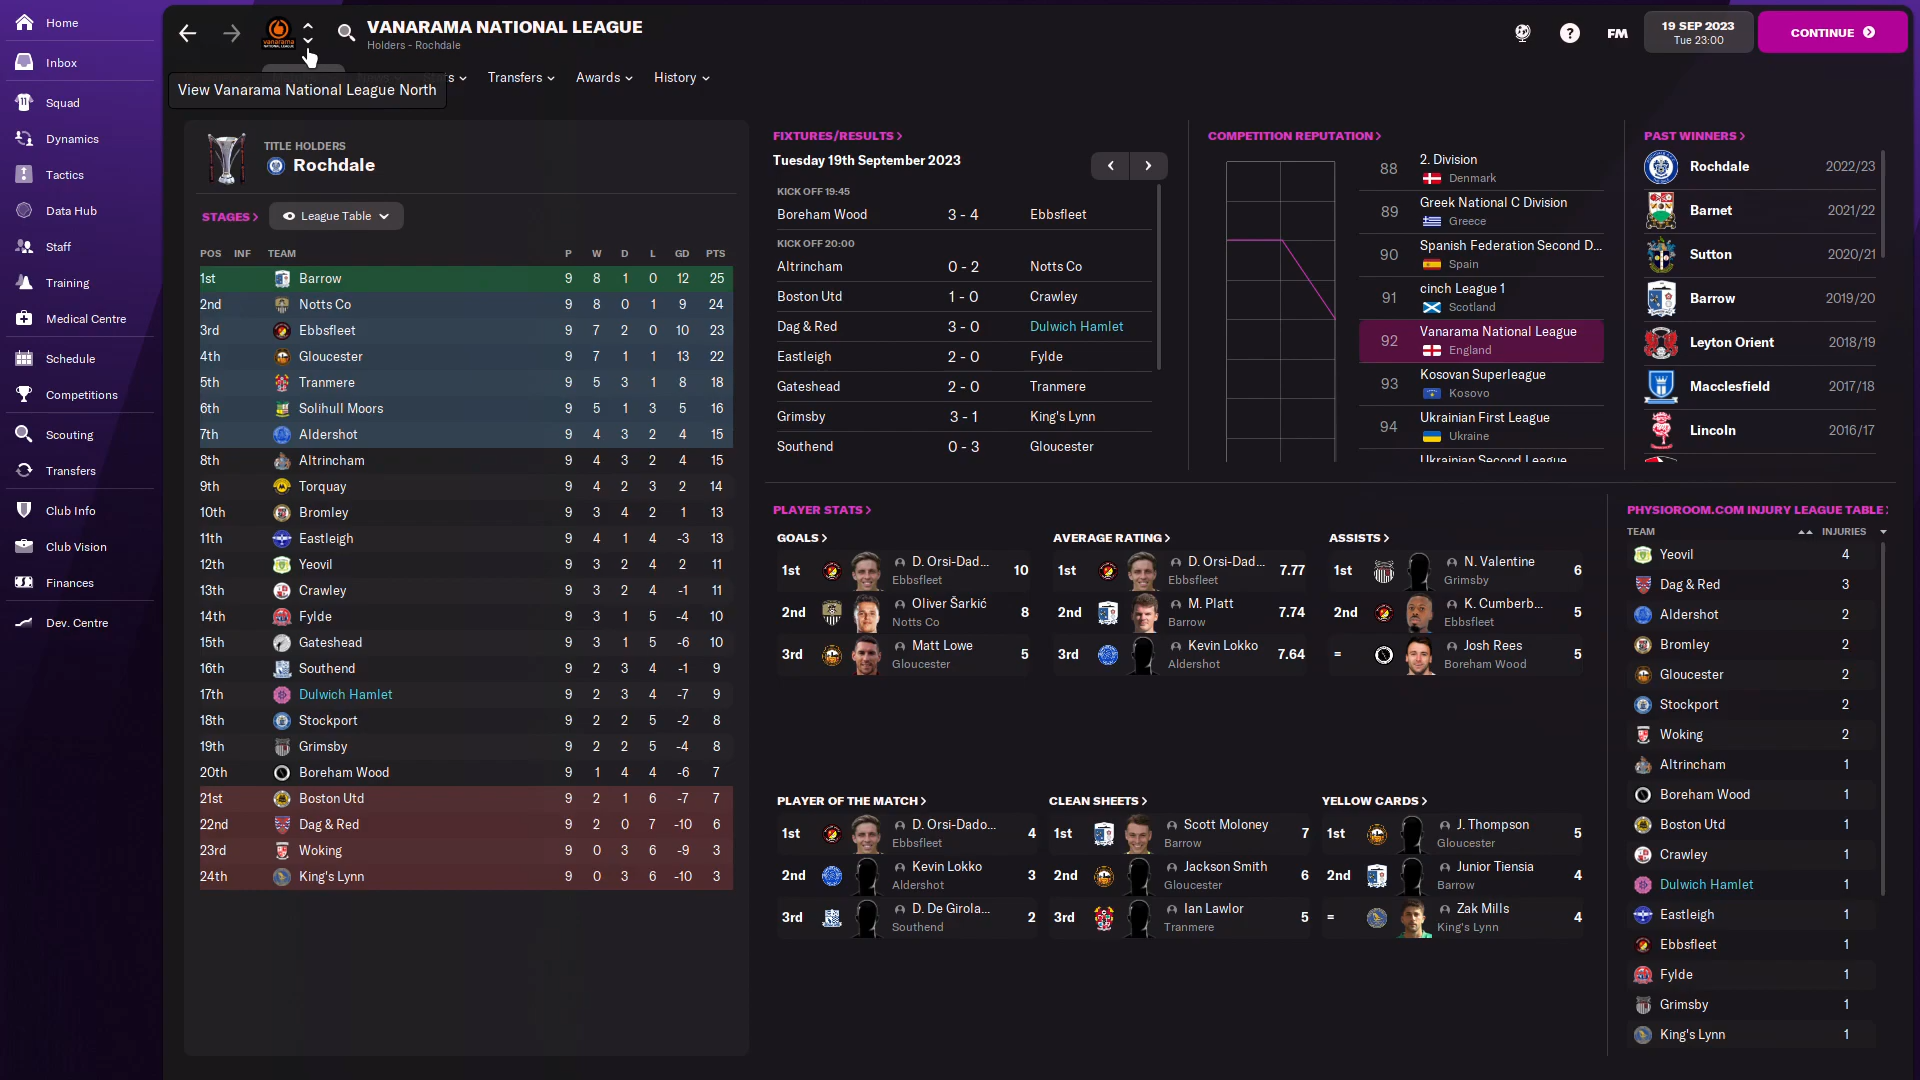 Home
Inbox
Squad
Dynamics
Tactics
Data Hub
Staff
Training
Medical Centre
Schedule
Competitions
Scouting
Transfers
Club Info
Club Vision
Finances
Dev. Centre
VANARAMA NATIONAL LEAGUE
Holders - Rochdale
FM
19 SEP 2023
Tue 23:00
CONTINUE
Transfers Awards History
View Vanarama National League North
TITLE HOLDERS
Rochdale
STAGES > League Table
POS INF TEAM P W D L GD PTS
1st Barrow 9 8 1 0 12 25
2nd Notts Co 9 8 0 1 9 24
3rd Ebbsfleet 9 7 2 0 10 23
4th Gloucester 9 7 1 1 13 22
5th Tranmere 9 5 3 1 8 18
6th Solihull Moors 9 5 1 3 5 16
7th Aldershot 9 4 3 2 4 15
8th Altrincham 9 4 3 2 4 15
9th Torquay 9 4 2 3 2 14
10th Bromley 9 3 4 2 1 13
11th Eastleigh 9 4 1 4 -3 13
12th Yeovil 9 3 2 4 2 11
13th Crawley 9 3 2 4 -1 11
14th Fylde 9 3 1 5 -4 10
15th Gateshead 9 3 1 5 -6 10
16th Southend 9 2 3 4 -1 9
17th Dulwich Hamlet 9 2 3 4 -7 9
18th Stockport 9 2 2 5 -2 8
19th Grimsby 9 2 2 5 -4 8
20th Boreham Wood 9 1 4 4 -6 7
21st Boston Utd 9 2 1 6 -7 7
22nd Dag & Red 9 2 0 7 -10 6
23rd Woking 9 0 3 6 -9 3
24th King's Lynn 9 0 3 6 -10 3
FIXTURES/RESULTS >
Tuesday 19th September 2023
KICK OFF 19:45
Boreham Wood 3 - 4 Ebbsfleet
KICK OFF 20:00
Altrincham 0 - 2 Notts Co
Boston Utd 1 - 0 Crawley
Dag & Red 3 - 0 Dulwich Hamlet
Eastleigh 2 - 0 Fylde
Gateshead 2 - 0 Tranmere
Grimsby 3 - 1 King's Lynn
Southend 0 - 3 Gloucester
COMPETITION REPUTATION >
88 2. Division
Denmark
89 Greek National C Division
Greece
90 Spanish Federation Second D...
Spain
91 cinch League 1
Scotland
92 Vanarama National League
England
93 Kosovan Superleague
Kosovo
94 Ukrainian First League
Ukraine
Ukrainian Second League
PAST WINNERS >
Rochdale 2022/23
Barnet 2021/22
Sutton 2020/21
Barrow 2019/20
Leyton Orient 2018/19
Macclesfield 2017/18
Lincoln 2016/17
PLAYER STATS >
GOALS >
1st D. Orsi-Dad... 10
Ebbsfleet
2nd Oliver Šarkić 8
Notts Co
3rd Matt Lowe 5
Gloucester
AVERAGE RATING >
1st D. Orsi-Dad... 7.77
Ebbsfleet
2nd M. Platt 7.74
Barrow
3rd Kevin Lokko 7.64
Aldershot
ASSISTS >
1st N. Valentine 6
Grimsby
2nd K. Cumberb... 5
Ebbsfleet
= Josh Rees 5
Boreham Wood
PLAYER OF THE MATCH >
1st D. Orsi-Dado... 4
Ebbsfleet
2nd Kevin Lokko 3
Aldershot
3rd D. De Girola... 2
Southend
CLEAN SHEETS >
1st Scott Moloney 7
Barrow
2nd Jackson Smith 6
Gloucester
3rd Ian Lawlor 5
Tranmere
YELLOW CARDS >
1st J. Thompson 5
Gloucester
2nd Junior Tiensia 4
Barrow
= Zak Mills 4
King's Lynn
PHYSIOROOM.COM INJURY LEAGUE TABLE
TEAM INJURIES
Yeovil 4
Dag & Red 3
Aldershot 2
Bromley 2
Gloucester 2
Stockport 2
Woking 2
Altrincham 1
Boreham Wood 1
Boston Utd 1
Crawley 1
Dulwich Hamlet 1
Eastleigh 1
Ebbsfleet 1
Fylde 1
Grimsby 1
King's Lynn 1